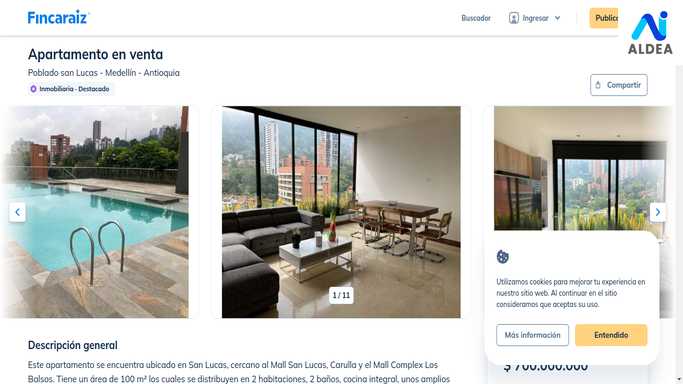 Fincaraiz
Buscador
Ingresar
Public
ALDEA
Apartamento en venta
Poblado san Lucas - Medellín - Antioquia
Inmobiliaria - Destacado
Compartir
1 / 11
Utilizamos cookies para mejorar tu experiencia en
nuestro sitio web. Al continuar en el sitio
consideramos que aceptas su uso.
Más información
Entendido
$ 700.000.000
Descripción general
Este apartamento se encuentra ubicado en San Lucas, cercano al Mall San Lucas, Carulla y el Mall Complex Los
Balsos. Tiene un área de 100 m² los cuales se distribuyen en 2 habitaciones, 2 baños, cocina integral, unos amplios